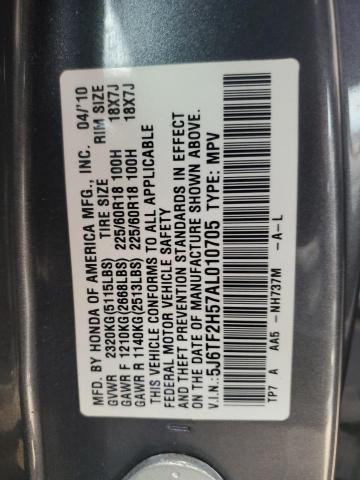 MFD. BY HONDA OF AMERICA MFG., INC. 04/'10
GVWR 2320KG(5115LBS) TIRE SIZE RIM SIZE
GAWR F 1210KG(2668LBS) 225/60R18 100H 18X7J
GAWR R 1140KG(2513LBS) 225/60R18 100H 18X7J
THIS VEHICLE CONFORMS TO ALL APPLICABLE
FEDERAL MOTOR VEHICLE SAFETY
AND THEFT PREVENTION STANDARDS IN EFFECT
ON THE DATE OF MANUFACTURE SHOWN ABOVE.
V.I.N.: 5J6TF2H57AL010705 TYPE: MPV
TP7 A AA5 - NH737M -A-L